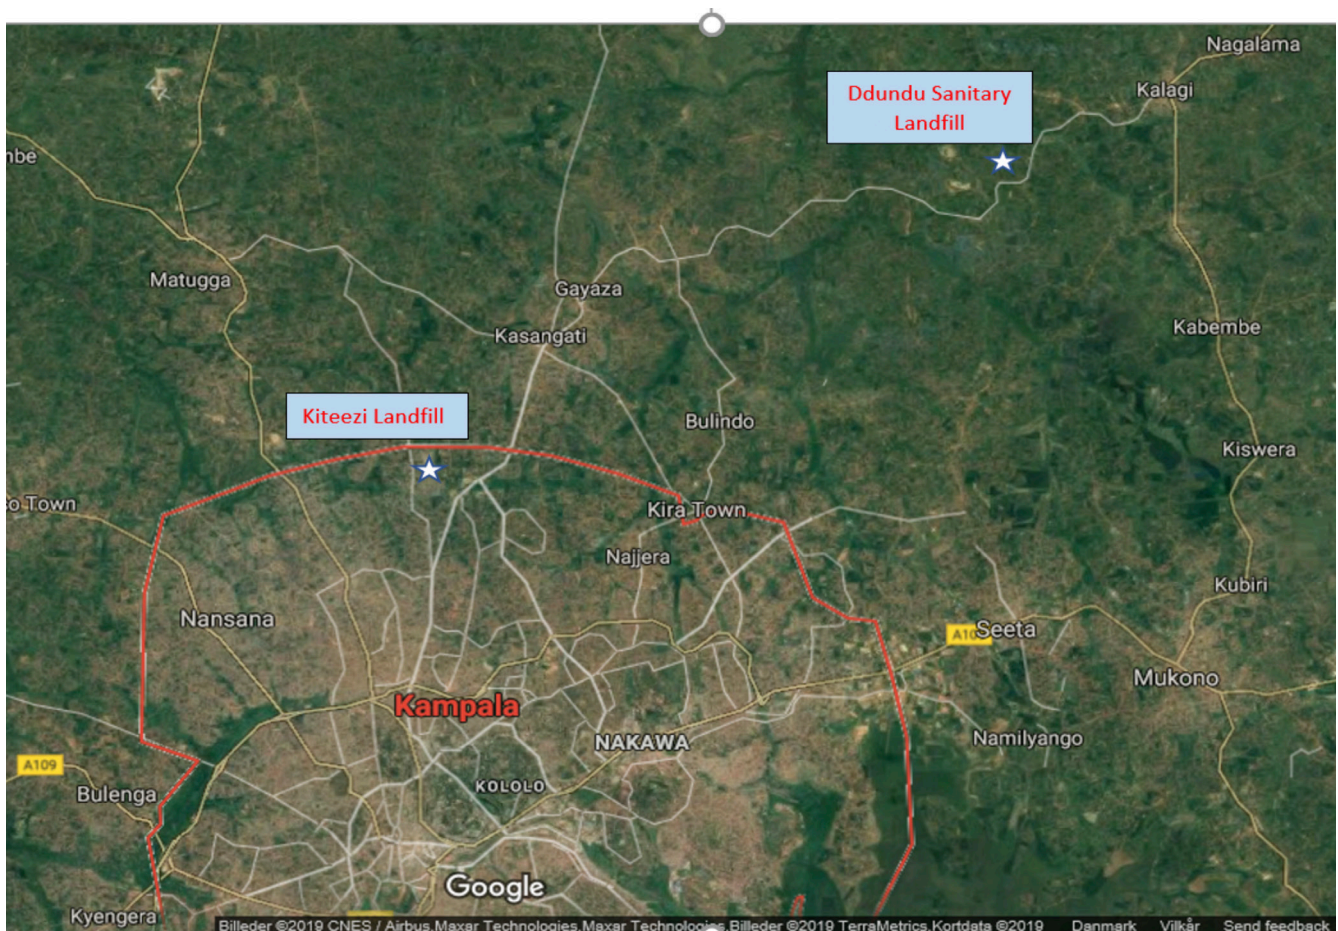 Nagalama
Ddundu Sanitary
Landfill
Kalagi
nbe
Matugga
Gayaza
Kasangati
Kabembe
Kiteezi Landfill
Bulindo
Kiswera
o Town
Kira Town
Najjera
Kubiri
Nansana
Seeta
Mukono
Kampala
NAKAWA
Namilyango
A109
Bulenga
KOLOLO
Google
Kyengera
Billeder ©2019 CNES / Airbus,Maxar Technologies,Maxar Technologies,Billeder ©2019 TerraMetrics,Kortdata ©2019 Danmark Vilkår Send feedback